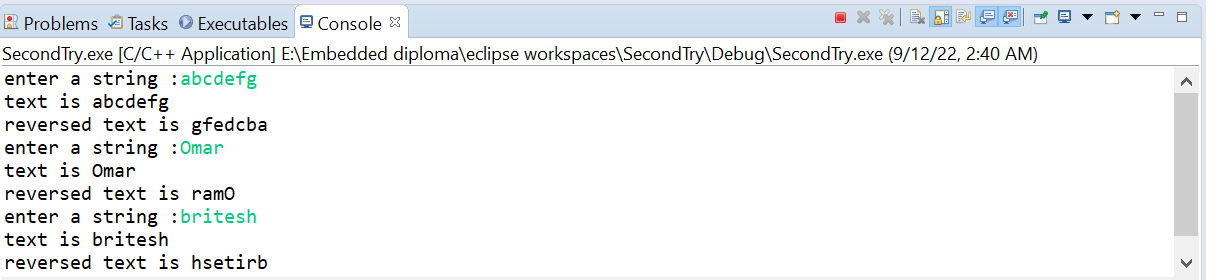 Problems Tasks Executables Console
SecondTry.exe [C/C++ Application] E:\Embedded diploma\eclipse workspaces\SecondTry\Debug\SecondTry.exe (9/12/22, 2:40 AM)
enter a string :abcdefg
text is abcdefg
reversed text is gfedcba
enter a string :Omar
text is Omar
reversed text is ramO
enter a string :britesh
text is britesh
reversed text is hsetirb